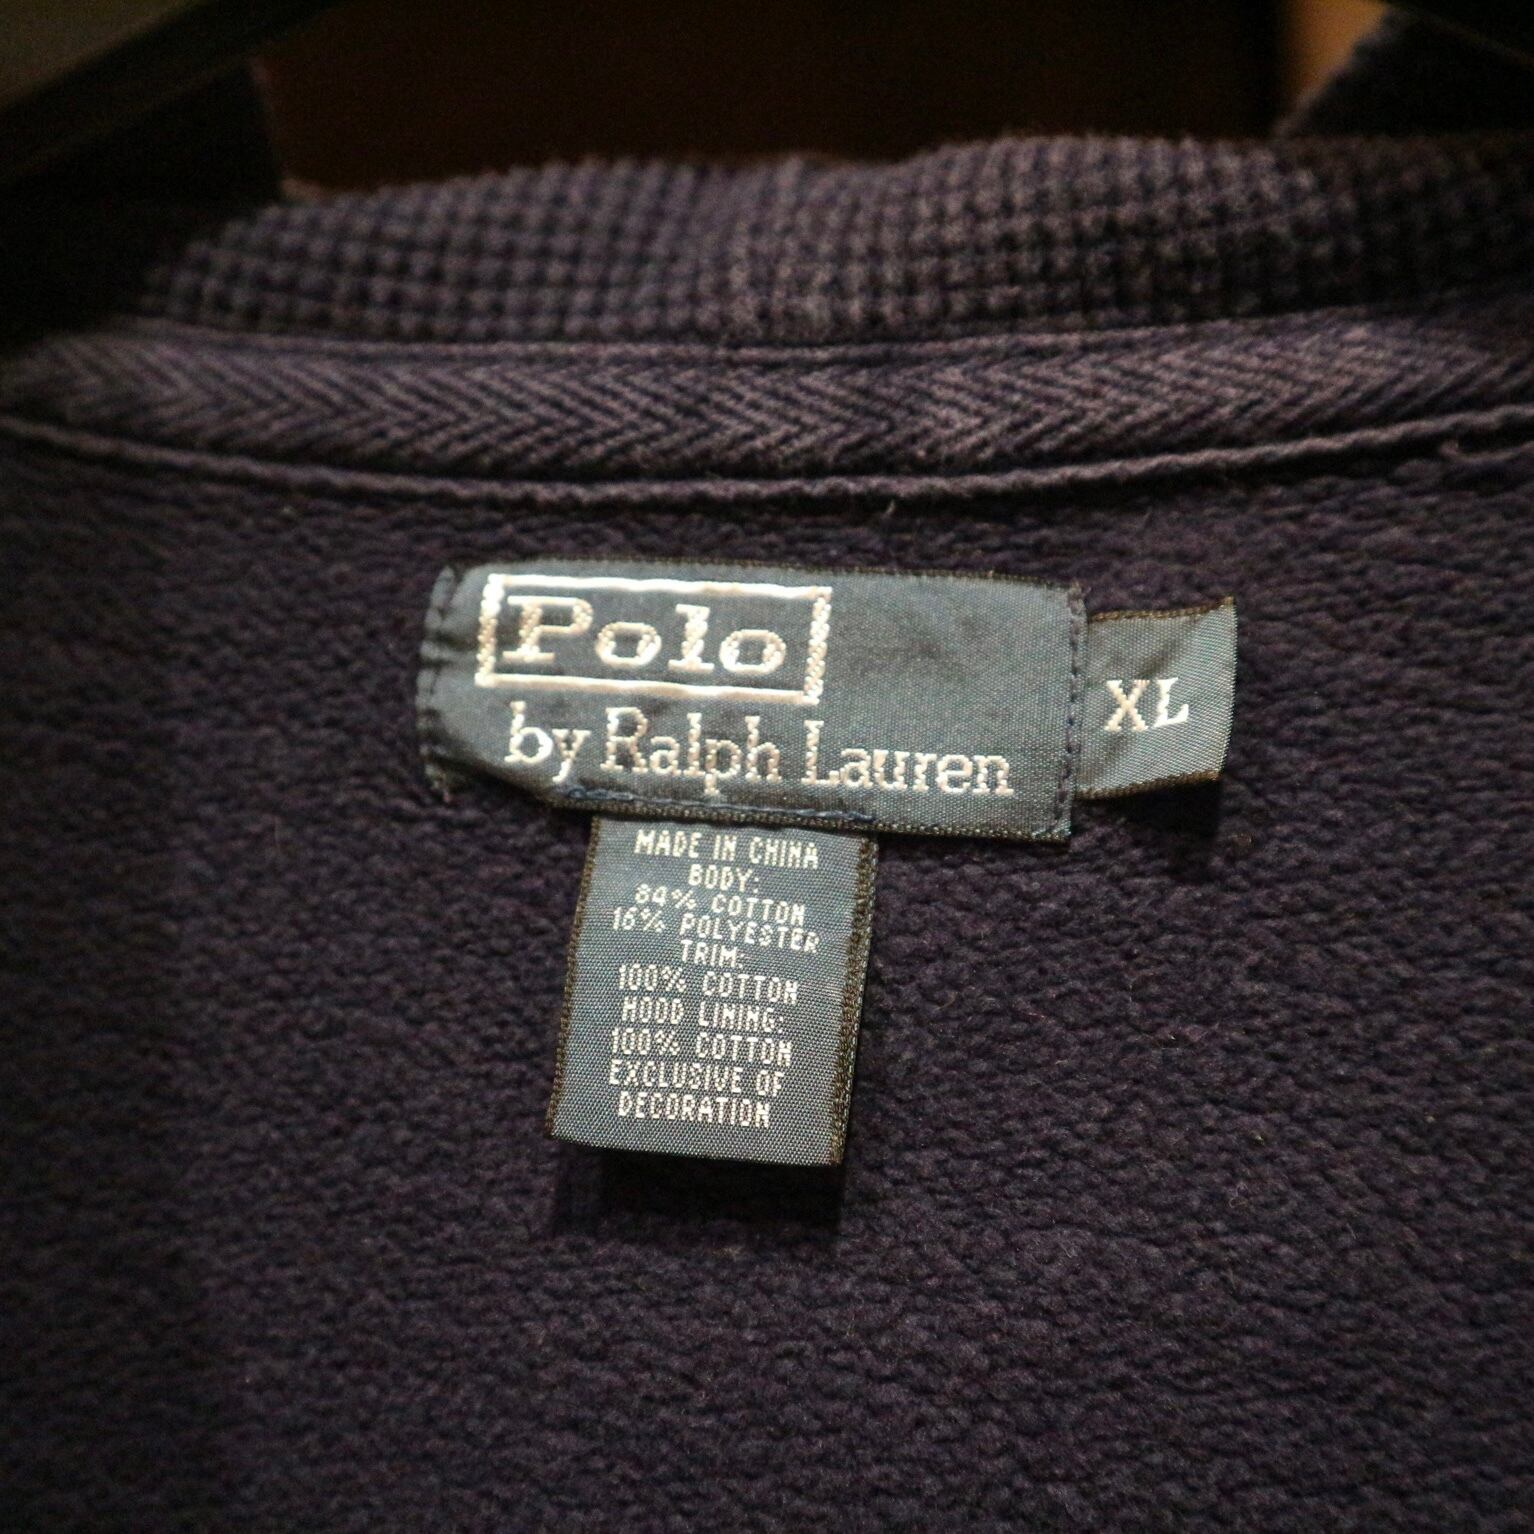 Polo
by Ralph Lauren
XL
MADE IN CHINA
BODY:
84% COTTON
16% POLYESTER
TRIM:
100% COTTON
HOOD LINING:
100% COTTON
EXCLUSIVE OF
DECORATION